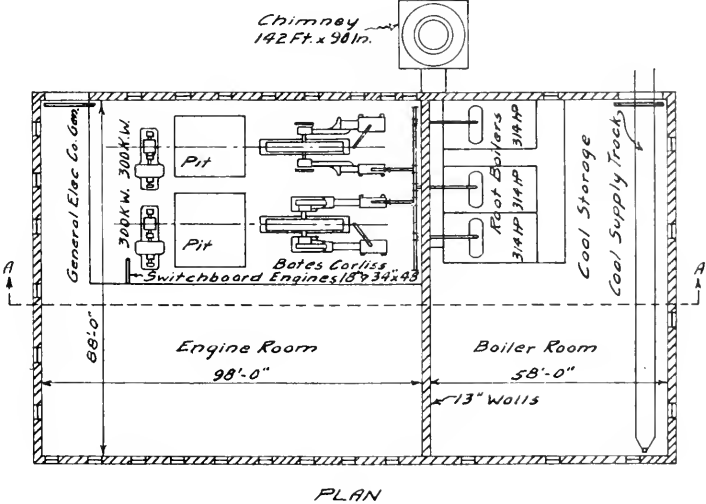 Chimney
142 Ft. x 90 In.
General Elec Co. Gen.
300 K.W.
300 K.W.
Pit
Pit
Switchboard
Bates Corliss
Engines 18" & 34" x 48
Root Boilers
314 HP
314 HP
314 HP
Coal Storage
Coal Supply Track
A
A
88'-0"
Engine Room
98'-0"
Boiler Room
58'-0"
13" Walls
PLAN